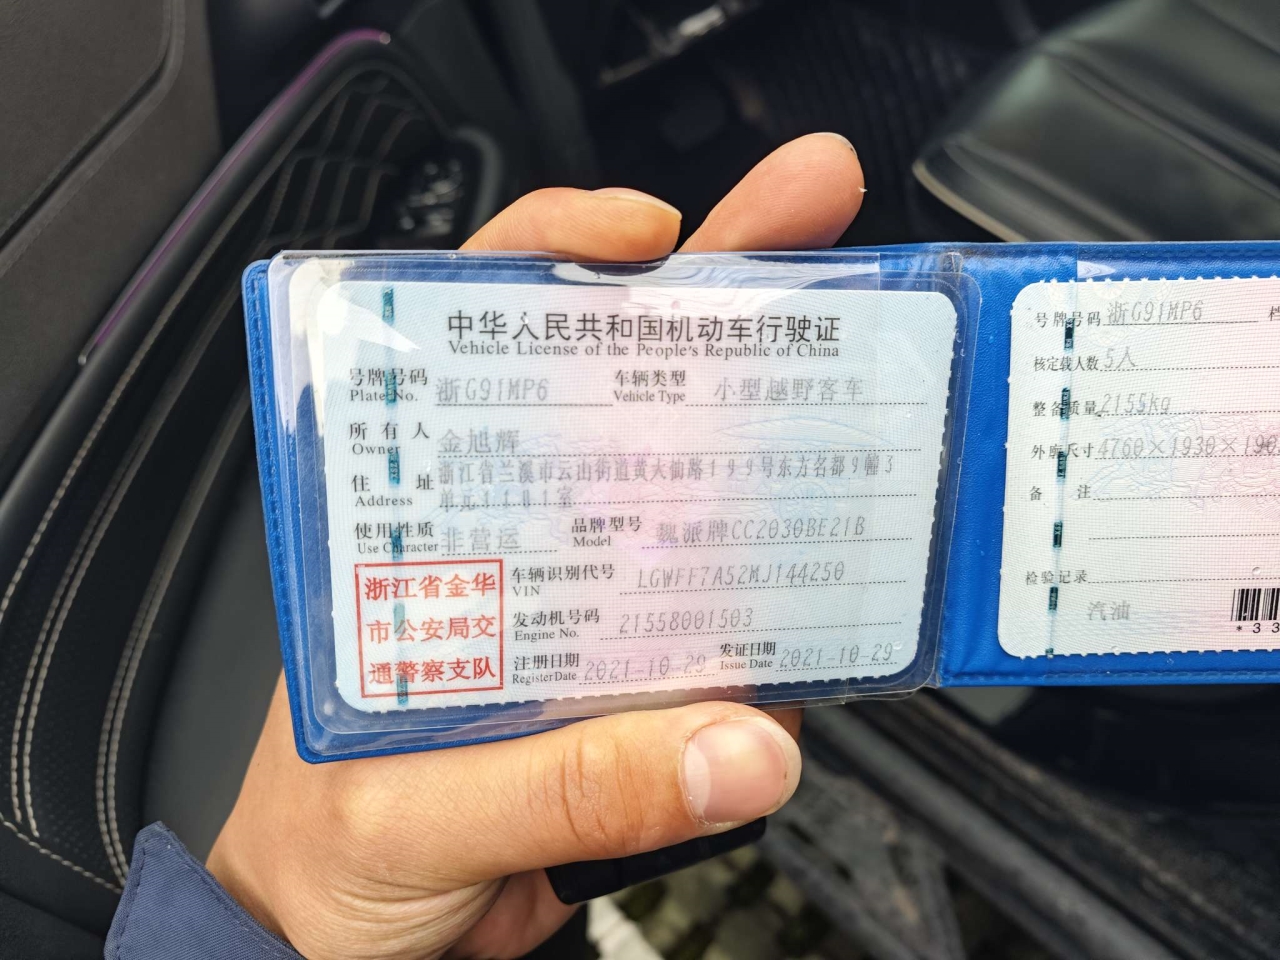 中华人民共和国机动车行驶证
Vehicle License of the People's Republic of China
号牌号码 浙G91MP6 车辆类型 小型越野客车
Plate No. Vehicle Type
所有人 金旭辉
Owner
住址 浙江省兰溪市云山街道黄大仙路199号东方名都9幢3
Address 单元1101室
使用性质 非营运 品牌型号 魏派牌CC2030BE21B
Use Character Model
浙江省金华
市公安局交
通警察支队
车辆识别代号 LGWFF7A52MJ144250
VIN
发动机号码 21558001503
Engine No.
注册日期 2021-10-29 发证日期 2021-10-29
Register Date Issue Date
号牌号码 浙G91MP6
核定载人数 5人
整备质量 2155kg
外廓尺寸 4760×1930×190
备注
检验记录
汽油
*33